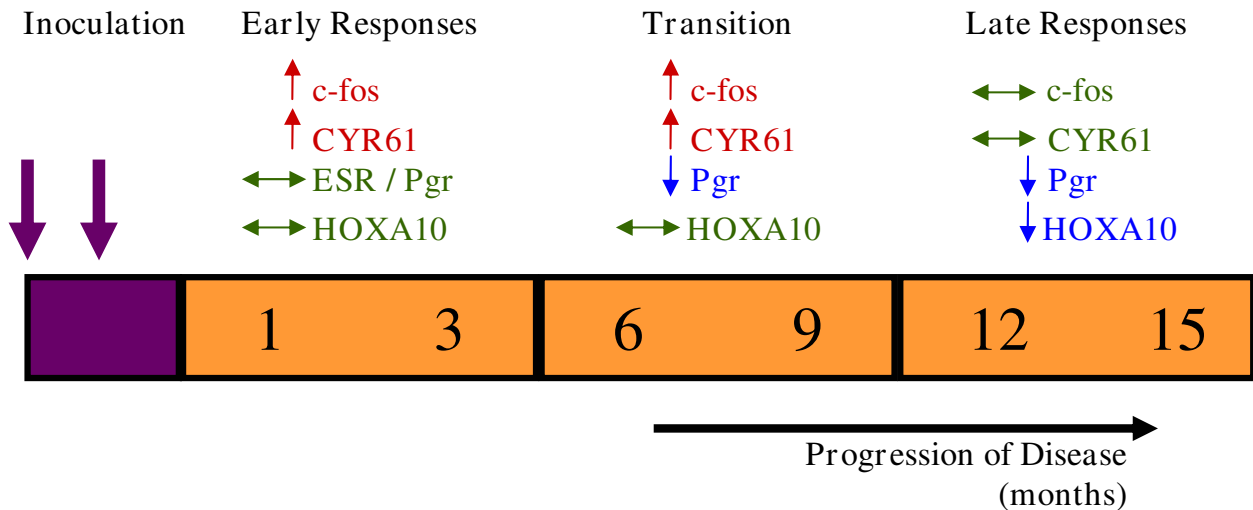 Inoculation Early Responses Transition Late Responses
c-fos c-fos c-fos
CYR61 CYR61 CYR61
ESR / Pgr Pgr Pgr
HOXA10 HOXA10 HOXA10
1 3 6 9 12 15
Progression of Disease
(months)